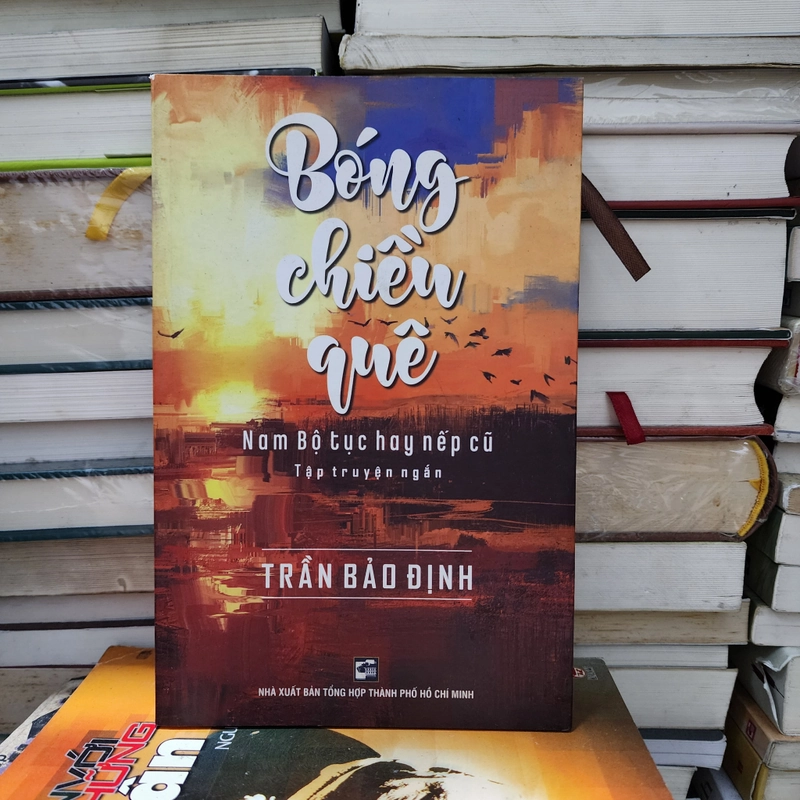 Bóng
chiều
quê
Nam Bộ tục hay nếp cũ
Tập truyện ngắn
TRẦN BẢO ĐỊNH
NHÀ XUẤT BẢN TỔNG HỢP THÀNH PHỐ HỒ CHÍ MINH